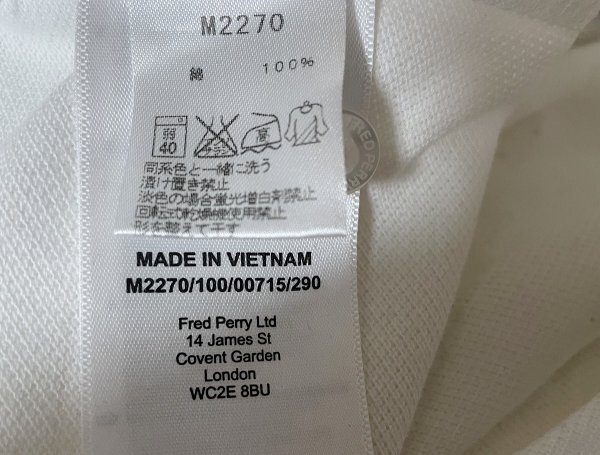 M2270
綿 100%
弱 高
40
同系色と一緒に洗う
漬け置き禁止
淡色の場合蛍光増白剤禁止
回転式乾燥機使用禁止
形を整えて干す
MADE IN VIETNAM
M2270/100/00715/290
Fred Perry Ltd
14 James St
Covent Garden
London
WC2E 8BU